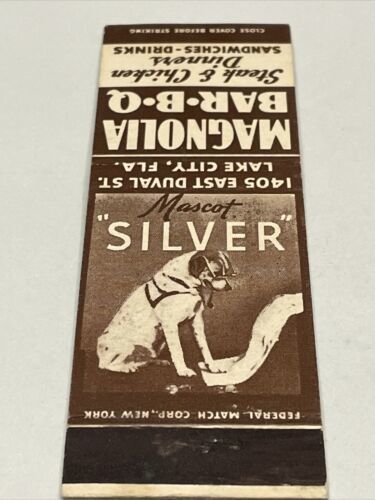 CLOSE COVER BEFORE STRIKING
SANDWICHES - DRINKS
Steak & Chicken
Dinners
MAGNOLIA
BAR·B·Q
1405 EAST DUVAL ST.
LAKE CITY, FLA.
Mascot
"SILVER"
FEDERAL MATCH CORP., NEW YORK